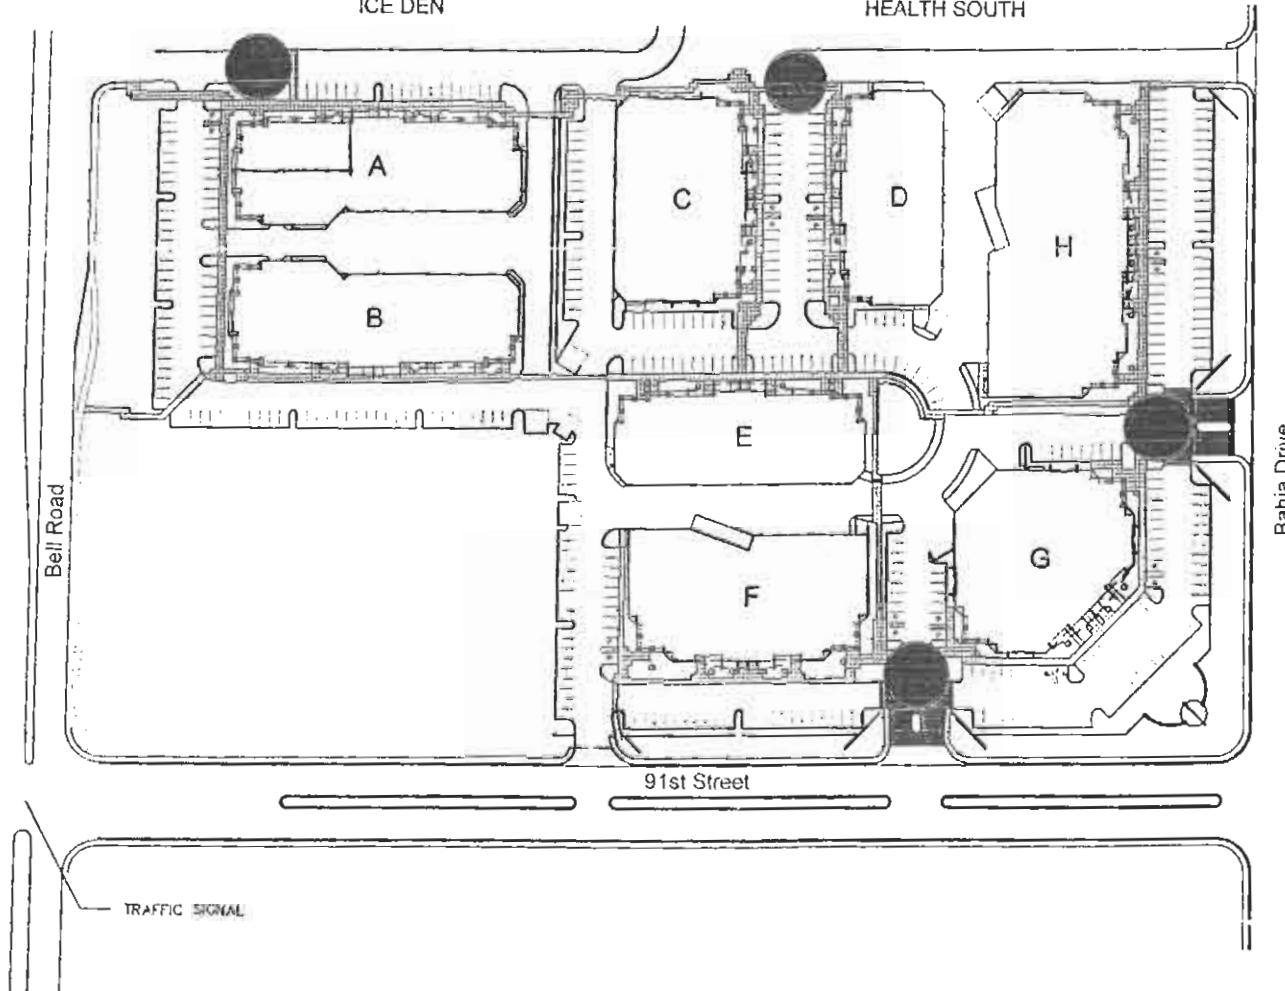 ICE DEN
HEALTH SOUTH
A
C
D
H
B
E
Bell Road
Bahia Drive
G
F
91st Street
TRAFFIC SIGNAL